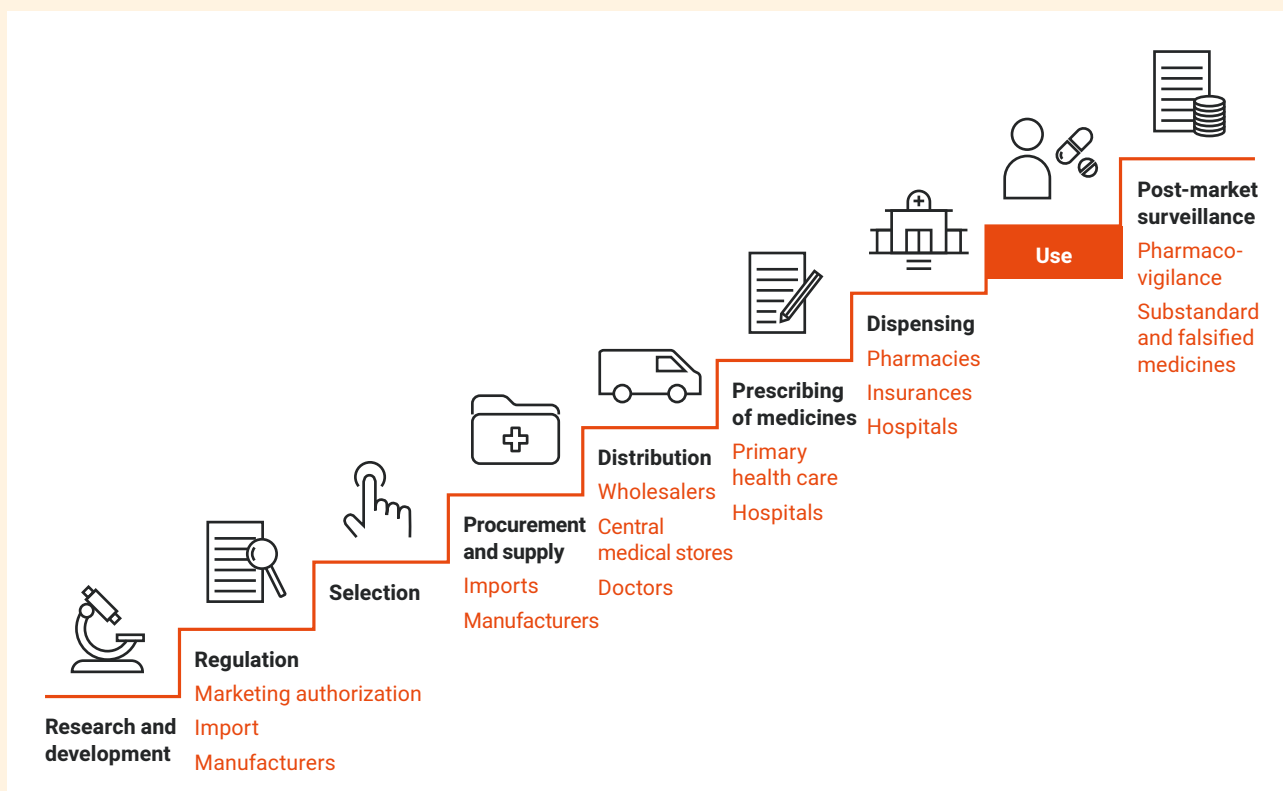 Research and
development
Regulation
Marketing authorization
Import
Manufacturers
Selection
Procurement
and supply
Imports
Manufacturers
Distribution
Wholesalers
Central
medical stores
Doctors
Prescribing
of medicines
Primary
health care
Hospitals
Dispensing
Pharmacies
Insurances
Hospitals
Use
Post-market
surveillance
Pharmaco-
vigilance
Substandard
and falsified
medicines